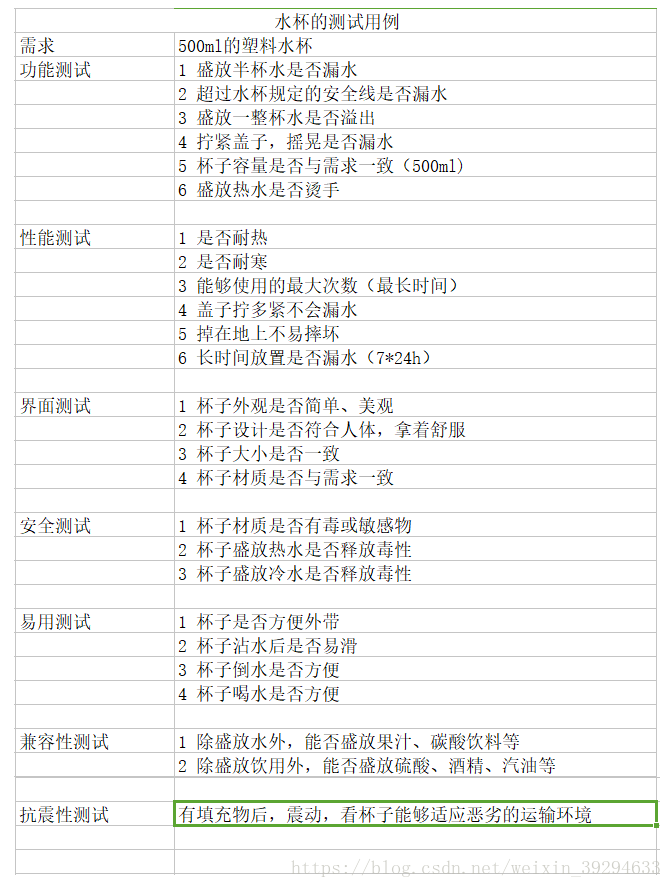 水杯的测试用例
需求 500ml的塑料水杯
功能测试 1 盛放半杯水是否漏水
2 超过水杯规定的安全线是否漏水
3 盛放一整杯水是否溢出
4 拧紧盖子，摇晃是否漏水
5 杯子容量是否与需求一致（500ml)
6 盛放热水是否烫手
性能测试 1 是否耐热
2 是否耐寒
3 能够使用的最大次数（最长时间）
4 盖子拧多紧不会漏水
5 掉在地上不易摔坏
6 长时间放置是否漏水（7*24h）
界面测试 1 杯子外观是否简单、美观
2 杯子设计是否符合人体，拿着舒服
3 杯子大小是否一致
4 杯子材质是否与需求一致
安全测试 1 杯子材质是否有毒或敏感物
2 杯子盛放热水是否释放毒性
3 杯子盛放冷水是否释放毒性
易用测试 1 杯子是否方便外带
2 杯子沾水后是否易滑
3 杯子倒水是否方便
4 杯子喝水是否方便
兼容性测试 1 除盛放水外，能否盛放果汁、碳酸饮料等
2 除盛放饮用外，能否盛放硫酸、酒精、汽油等
抗震性测试 有填充物后，震动，看杯子能够适应恶劣的运输环境
https://blog.csdn.net/weixin_39294633